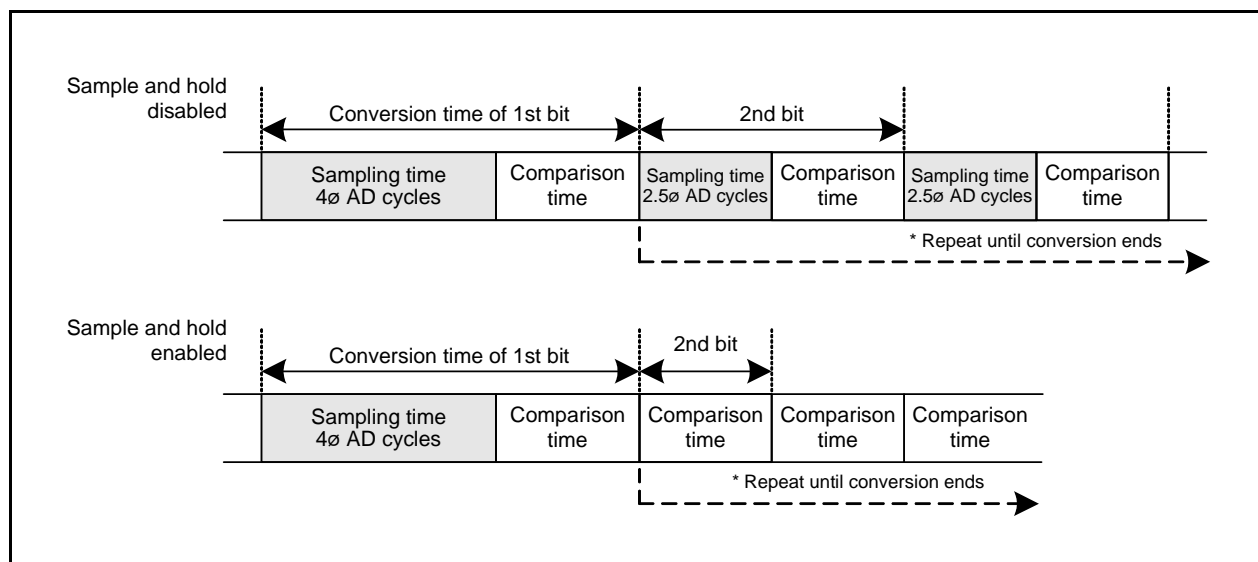 Sample and hold
disabled
Conversion time of 1st bit
2nd bit
Sampling time
4ø AD cycles
Comparison
time
Sampling time
2.5ø AD cycles
Comparison
time
Sampling time
2.5ø AD cycles
Comparison
time
* Repeat until conversion ends
Sample and hold
enabled
Conversion time of 1st bit
2nd bit
Sampling time
4ø AD cycles
Comparison
time
Comparison
time
Comparison
time
Comparison
time
* Repeat until conversion ends